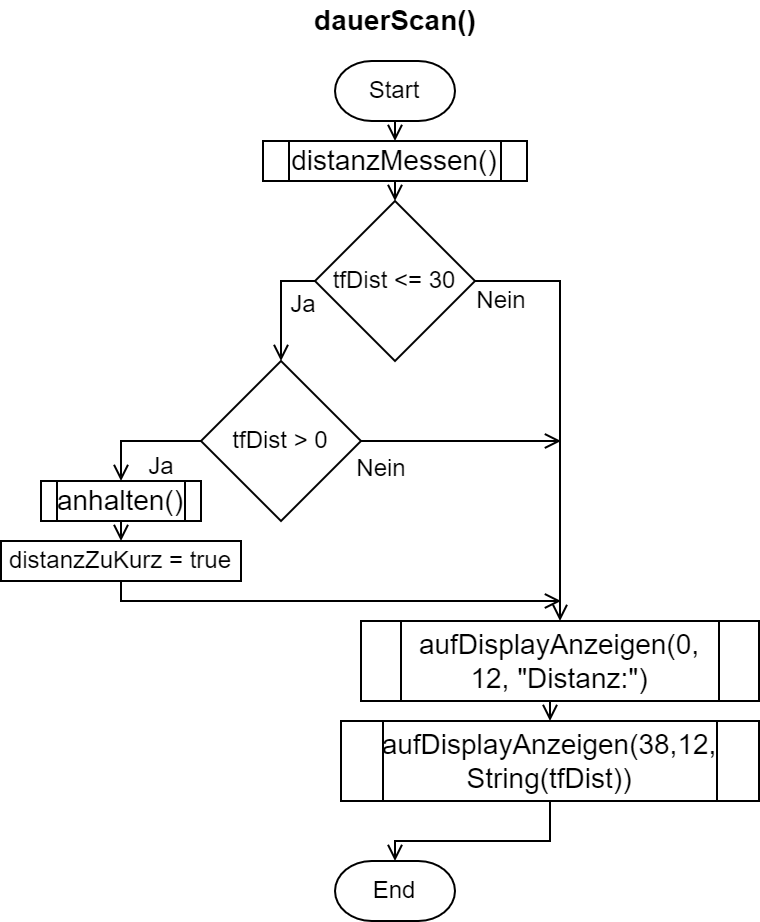 dauerScan()
Start
distanzMessen()
tfDist <= 30
Ja
Nein
tfDist > 0
Ja
Nein
anhalten()
distanzZuKurz = true
aufDisplayAnzeigen(0,
12, "Distanz:")
aufDisplayAnzeigen(38,12,
String(tfDist))
End